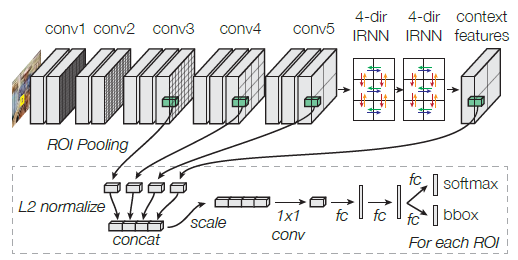 conv1 conv2 conv3 conv4 conv5 4-dir IRNN 4-dir IRNN context features
ROI Pooling
L2 normalize
concat
scale
1x1 conv
fc
fc
fc softmax
fc bbox
For each ROI